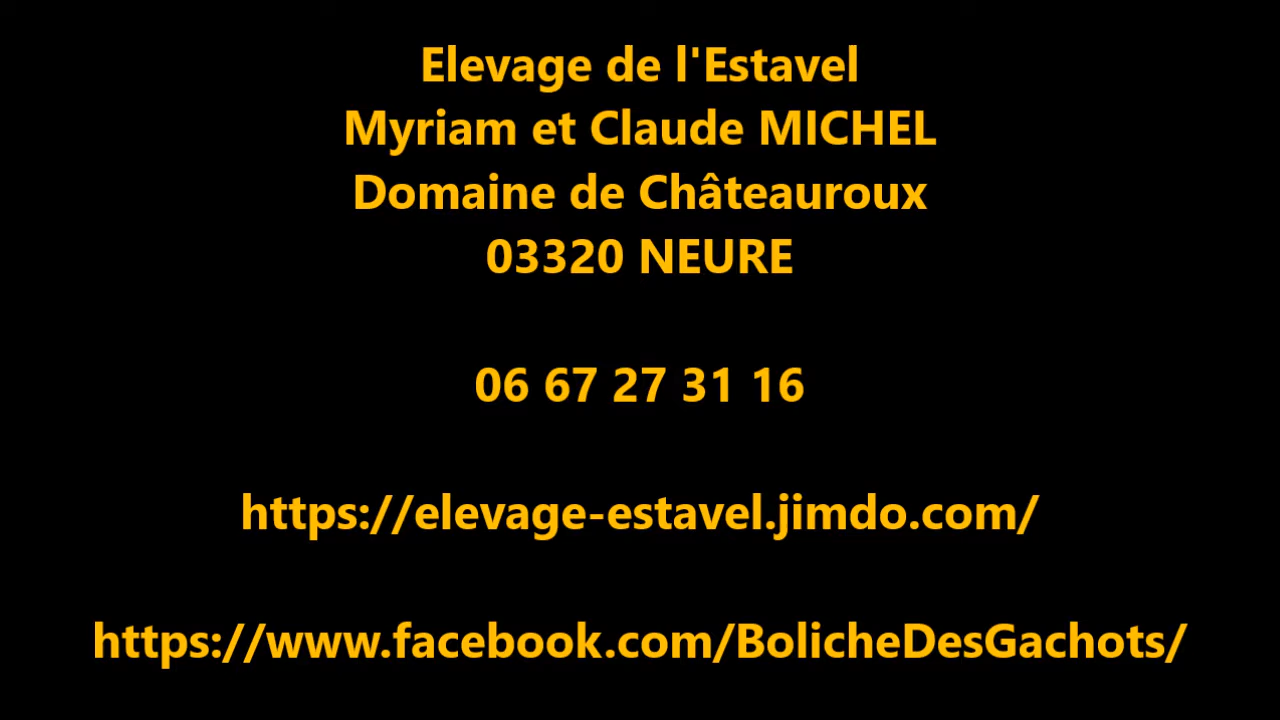 Elevage de l'Estavel
Myriam et Claude MICHEL
Domaine de Châteauroux
03320 NEURE
06 67 27 31 16
https://elevage-estavel.jimdo.com/
https://www.facebook.com/BolicheDesGachots/